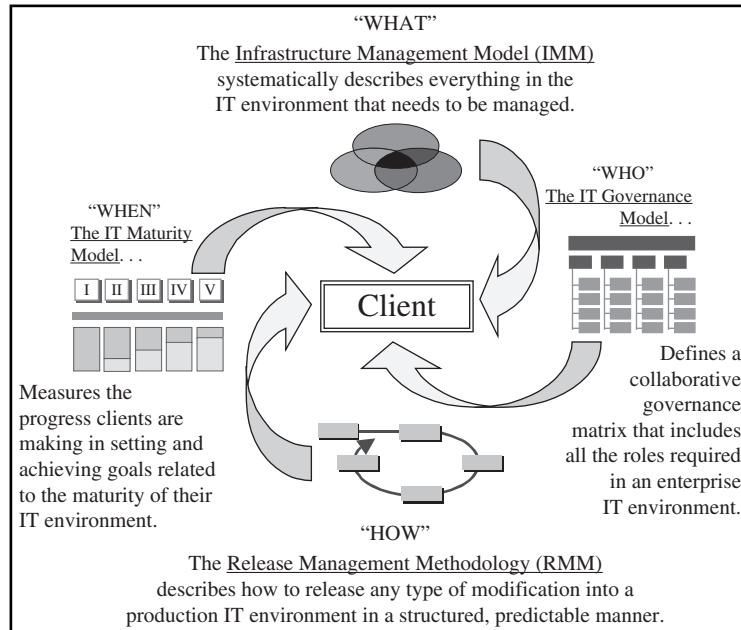 “WHAT”
The Infrastructure Management Model (IMM)
systematically describes everything in the
IT environment that needs to be managed.
“WHO”
The IT Governance
Model. . .
“WHEN”
The IT Maturity
Model. . .
I II III IV V
Client
Measures the
progress clients are
making in setting and
achieving goals related
to the maturity of their
IT environment.
Defines a
collaborative
governance
matrix that includes
all the roles required
in an enterprise
IT environment.
“HOW”
The Release Management Methodology (RMM)
describes how to release any type of modification into a
production IT environment in a structured, predictable manner.